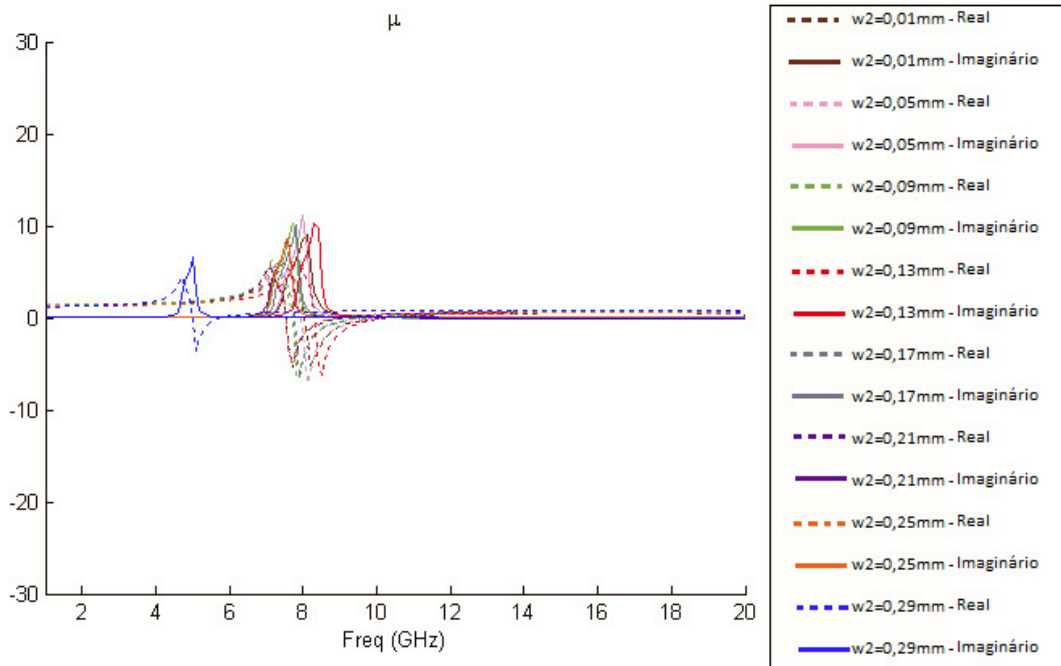 μ
30
20
10
0
-10
-20
-30
2 4 6 8 10 12 14 16 18 20
Freq (GHz)
w2=0,01mm - Real
w2=0,01mm - Imaginário
w2=0,05mm - Real
w2=0,05mm - Imaginário
w2=0,09mm - Real
w2=0,09mm - Imaginário
w2=0,13mm - Real
w2=0,13mm - Imaginário
w2=0,17mm - Real
w2=0,17mm - Imaginário
w2=0,21mm - Real
w2=0,21mm - Imaginário
w2=0,25mm - Real
w2=0,25mm - Imaginário
w2=0,29mm - Real
w2=0,29mm - Imaginário